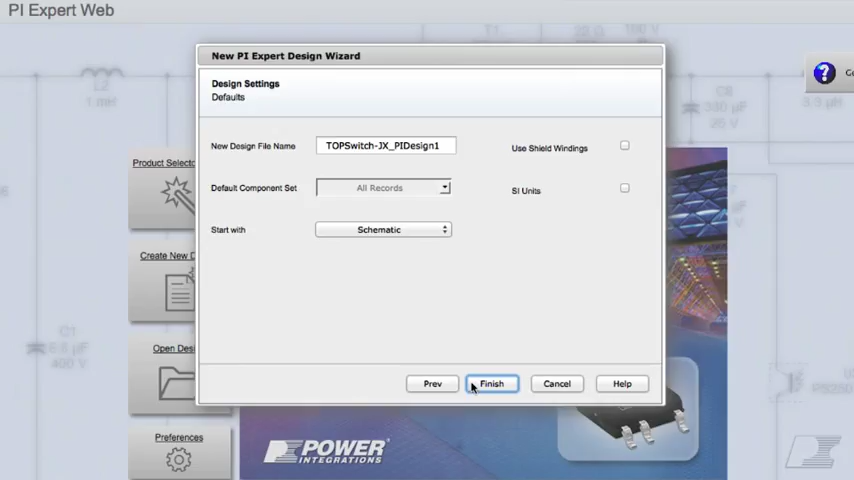 PI Expert Web
New PI Expert Design Wizard
Design Settings
Defaults
New Design File Name
TOPSwitch-JX_PIDesign1
Use Shield Windings
Default Component Set
All Records
SI Units
Start with
Schematic
Prev
Finish
Cancel
Help
Product Selecto
Create New D
Open Desi
Preferences
POWER
INTEGRATIONS
L2
1 mH
C1
400 V
25 V
3.3 µH